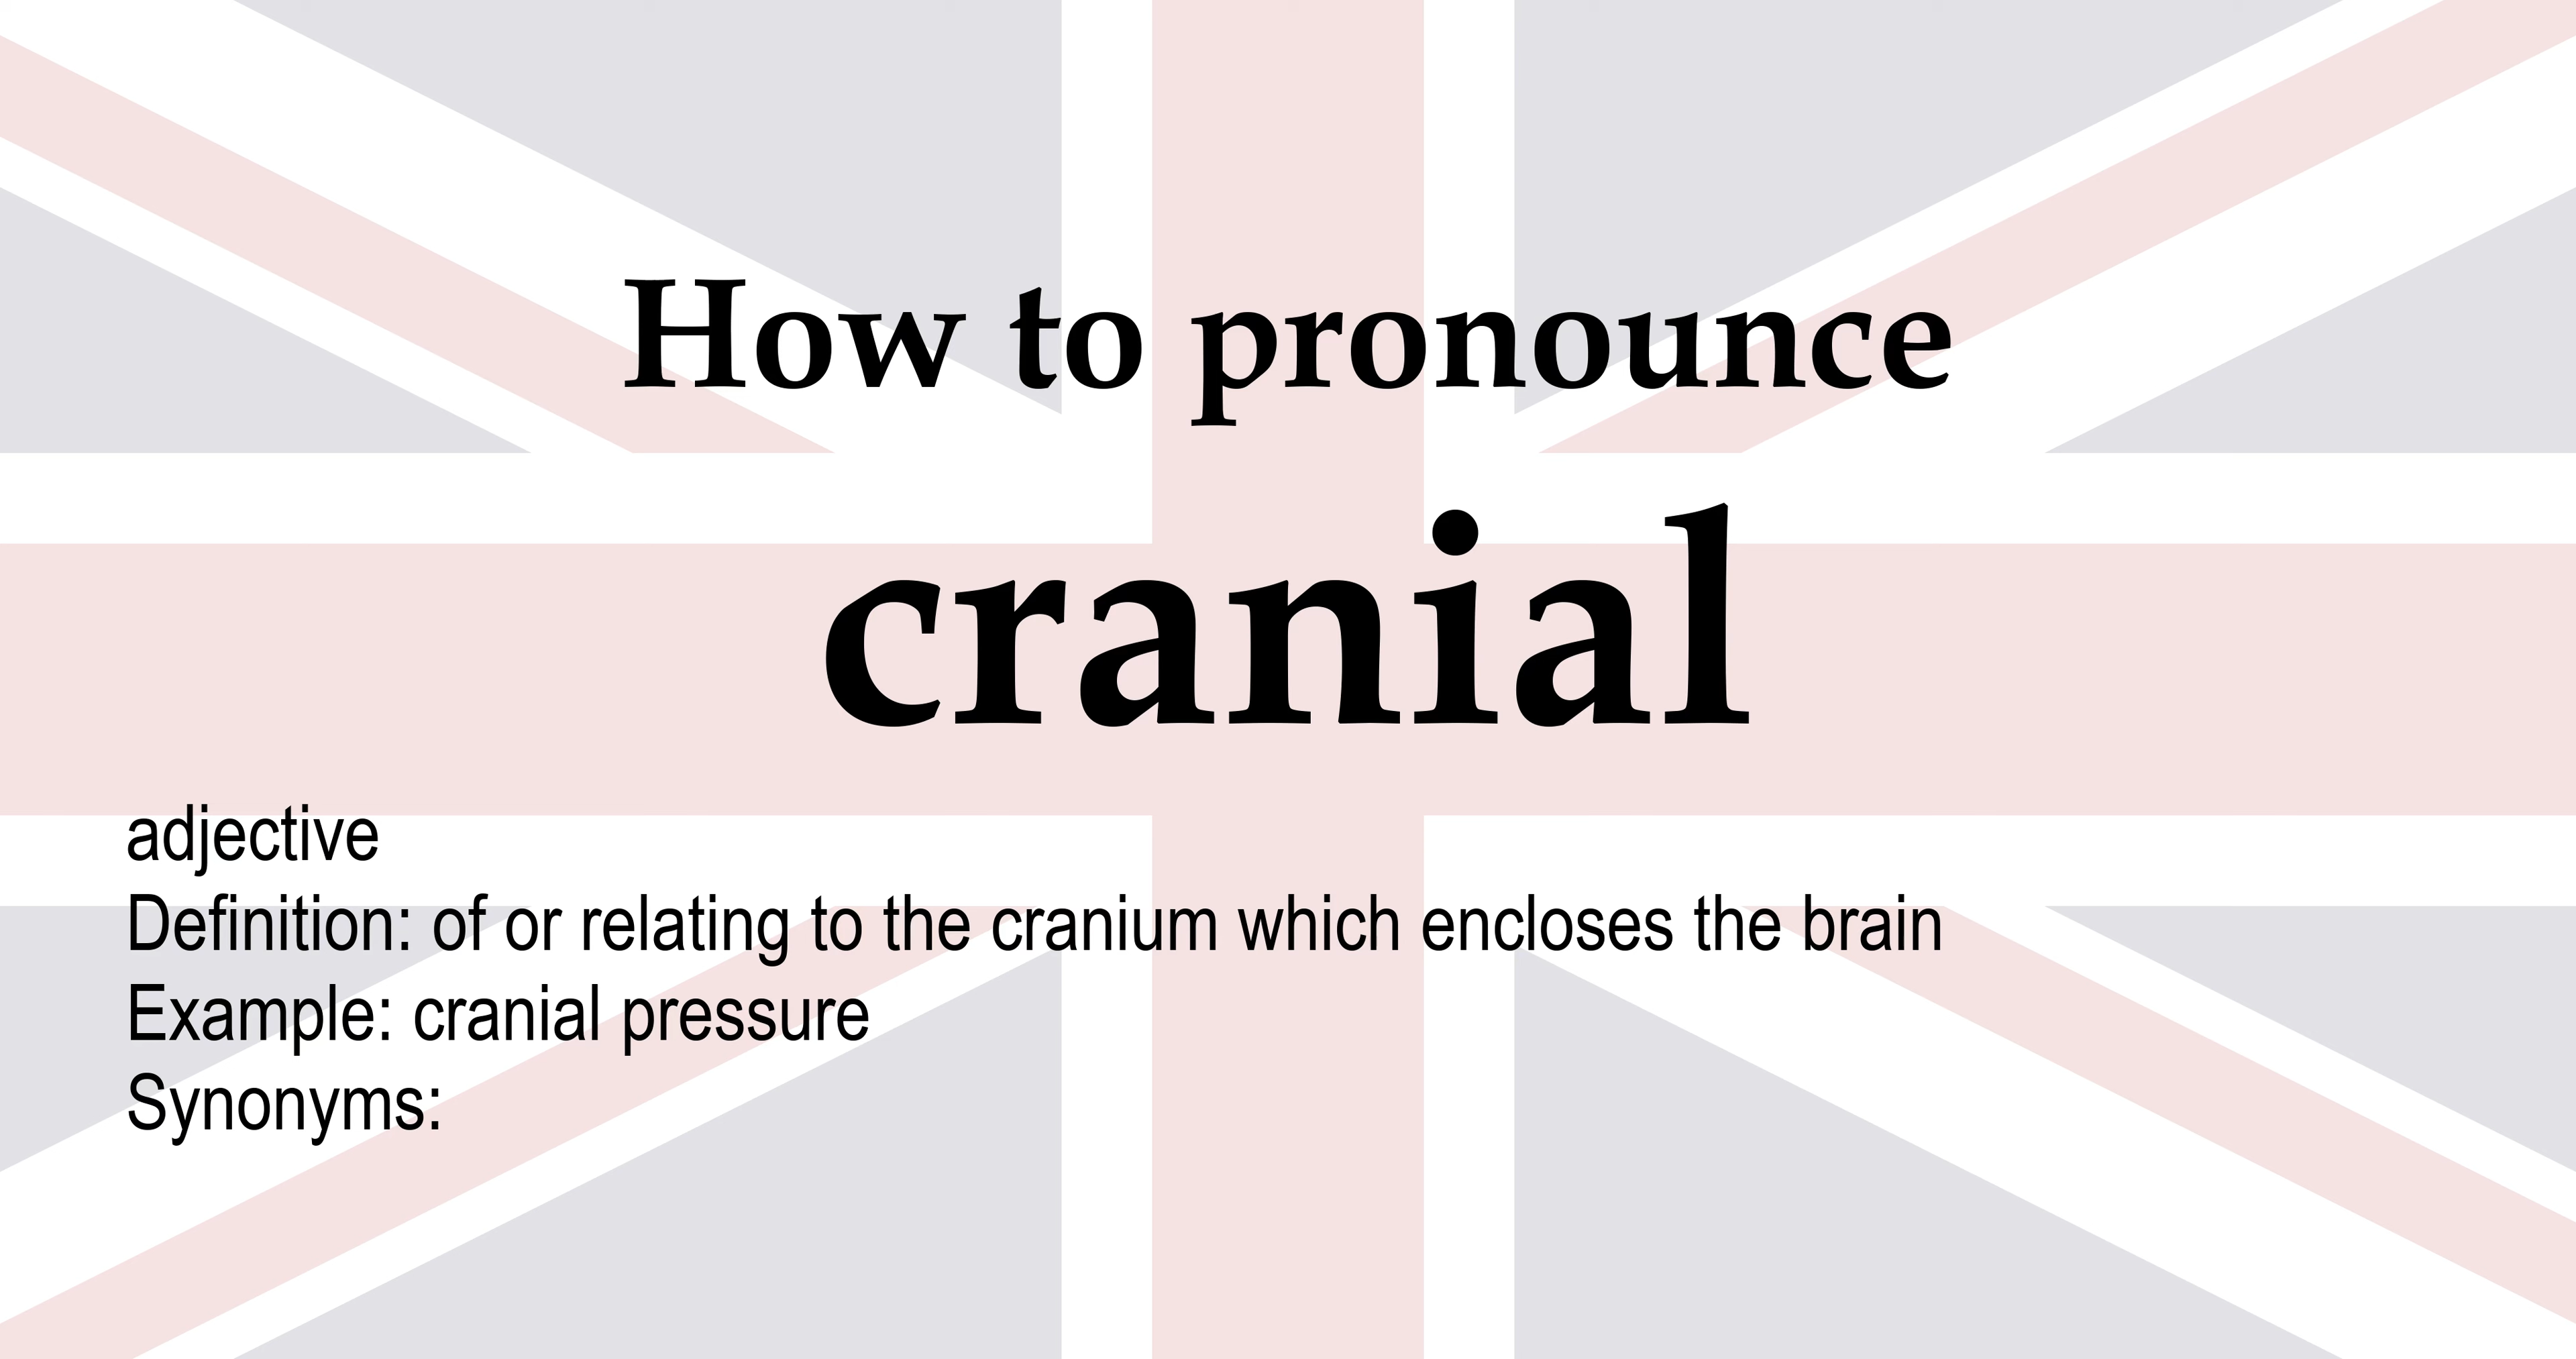 How to pronounce
cranial
adjective
Definition: of or relating to the cranium which encloses the brain
Example: cranial pressure
Synonyms: